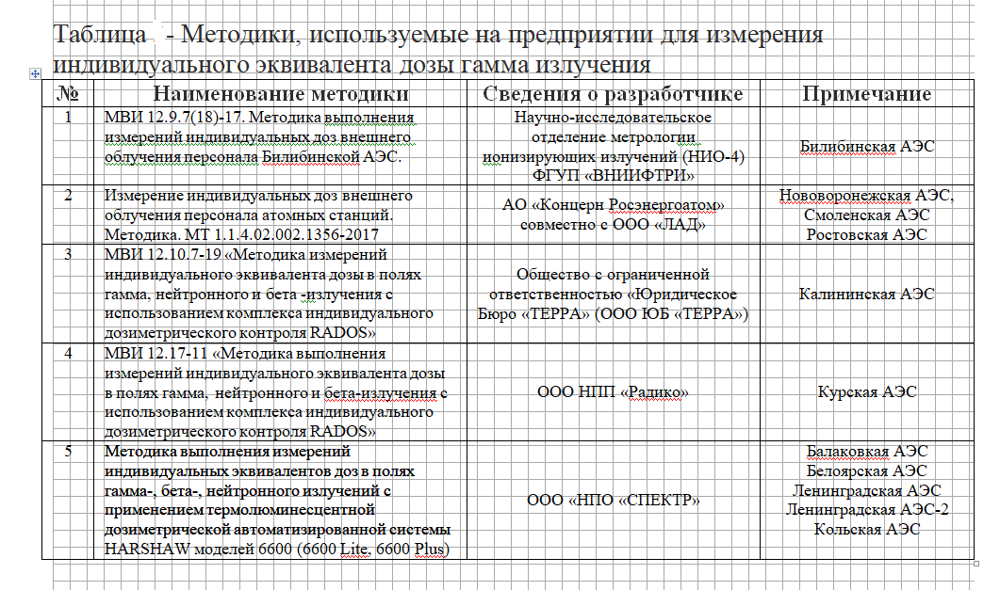 Таблица - Методики, используемые на предприятии для измерения
индивидуального эквивалента дозы гамма излучения
№ Наименование методики Сведения о разработчике Примечание
1 МВИ 12.9.7(18)-17. Методика выполнения
измерений индивидуальных доз внешнего
облучения персонала Билибинской АЭС.
Научно-исследовательское
отделение метрологии
ионизирующих излучений (НИО-4)
ФГУП «ВНИИФТРИ»
Билибинская АЭС
2 Измерение индивидуальных доз внешнего
облучения персонала атомных станций.
Методика. МТ 1.1.4.02.002.1356-2017
АО «Концерн Росэнергоатом»
совместно с ООО «ЛАД»
Нововоронежская АЭС,
Смоленская АЭС
Ростовская АЭС
3 МВИ 12.10.7-19 «Методика измерений
индивидуального эквивалента дозы в полях
гамма, нейтронного и бета -излучения с
использованием комплекса индивидуального
дозиметрического контроля RADOS»
Общество с ограниченной
ответственностью «Юридическое
Бюро «ТЕРРА» (ООО ЮБ «ТЕРРА»)
Калининская АЭС
4 МВИ 12.17-11 «Методика выполнения
измерений индивидуального эквивалента дозы
в полях гамма, нейтронного и бета-излучения с
использованием комплекса индивидуального
дозиметрического контроля RADOS»
ООО НПП «Радико»
Курская АЭС
5 Методика выполнения измерений
индивидуальных эквивалентов доз в полях
гамма-, бета-, нейтронного излучений с
применением термолюминесцентной
дозиметрической автоматизированной системы
HARSHAW моделей 6600 (6600 Lite, 6600 Plus)
ООО «НПО «СПЕКТР»
Балаковкая АЭС
Белоярская АЭС
Ленинградская АЭС
Ленинградская АЭС-2
Кольская АЭС